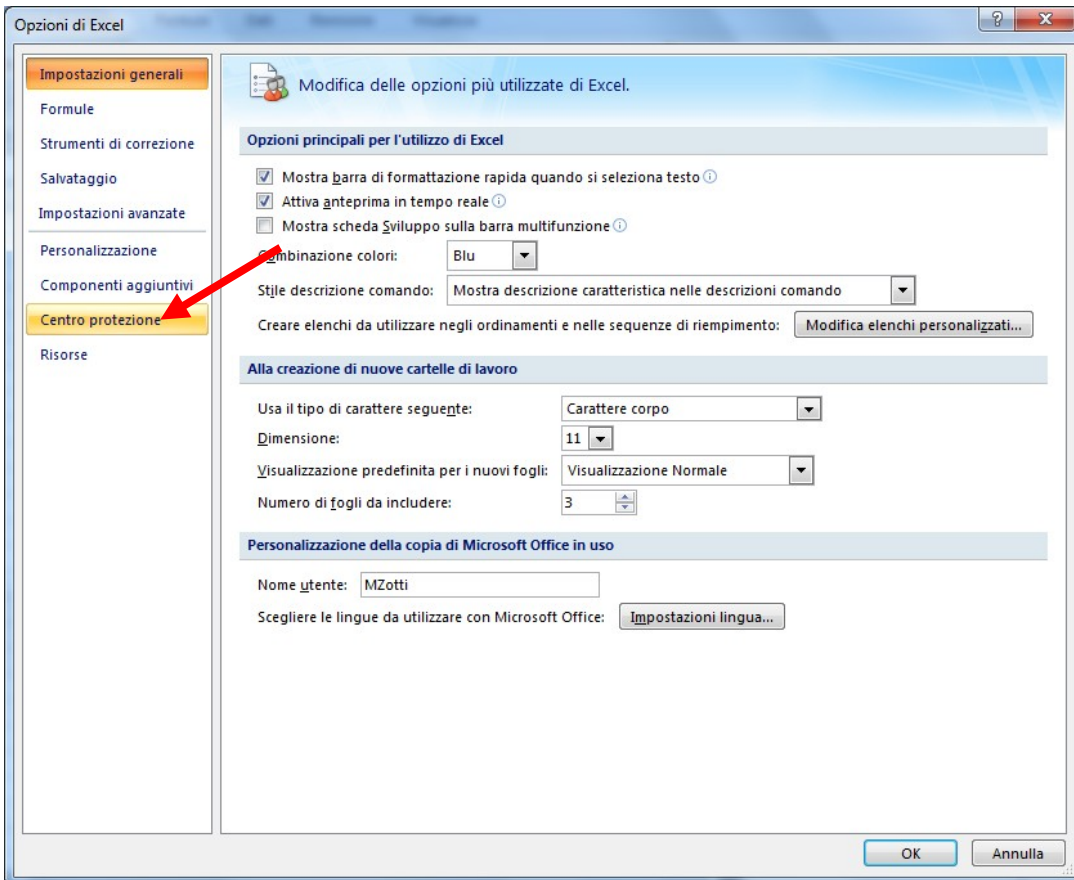 Opzioni di Excel
Impostazioni generali
Formule
Strumenti di correzione
Salvataggio
Impostazioni avanzate
Personalizzazione
Componenti aggiuntivi
Centro protezione
Risorse
Modifica delle opzioni più utilizzate di Excel.
Opzioni principali per l'utilizzo di Excel
Mostra barra di formattazione rapida quando si seleziona testo
Attiva anteprima in tempo reale
Mostra scheda Sviluppo sulla barra multifunzione
Combinazione colori: Blu
Stile descrizione comando: Mostra descrizione caratteristica nelle descrizioni comando
Creare elenchi da utilizzare negli ordinamenti e nelle sequenze di riempimento: Modifica elenchi personalizzati...
Alla creazione di nuove cartelle di lavoro
Usa il tipo di carattere seguente: Carattere corpo
Dimensione: 11
Visualizzazione predefinita per i nuovi fogli: Visualizzazione Normale
Numero di fogli da includere: 3
Personalizzazione della copia di Microsoft Office in uso
Nome utente: MZotti
Scegliere le lingue da utilizzare con Microsoft Office: Impostazioni lingua...
OK Annulla